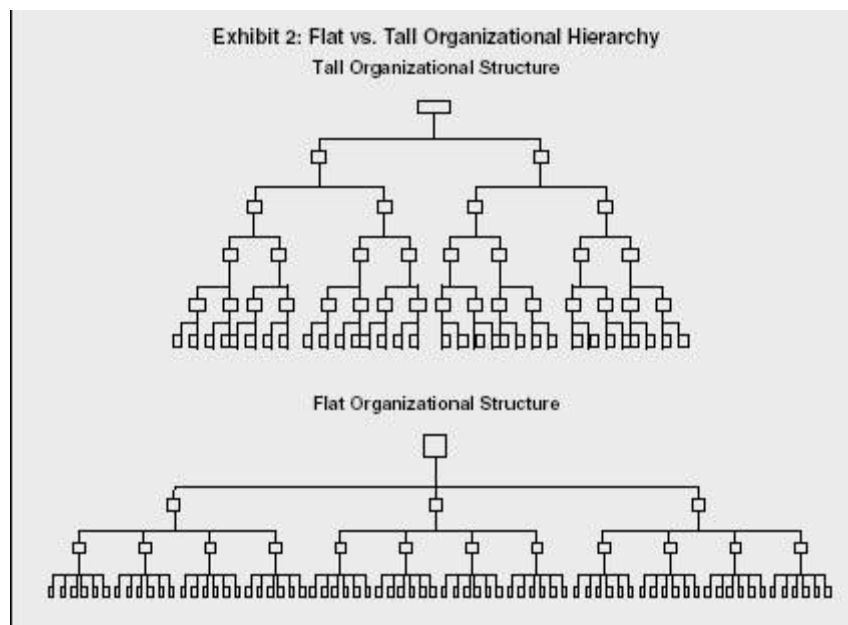 Exhibit 2: Flat vs. Tall Organizational Hierarchy
Tall Organizational Structure
Flat Organizational Structure